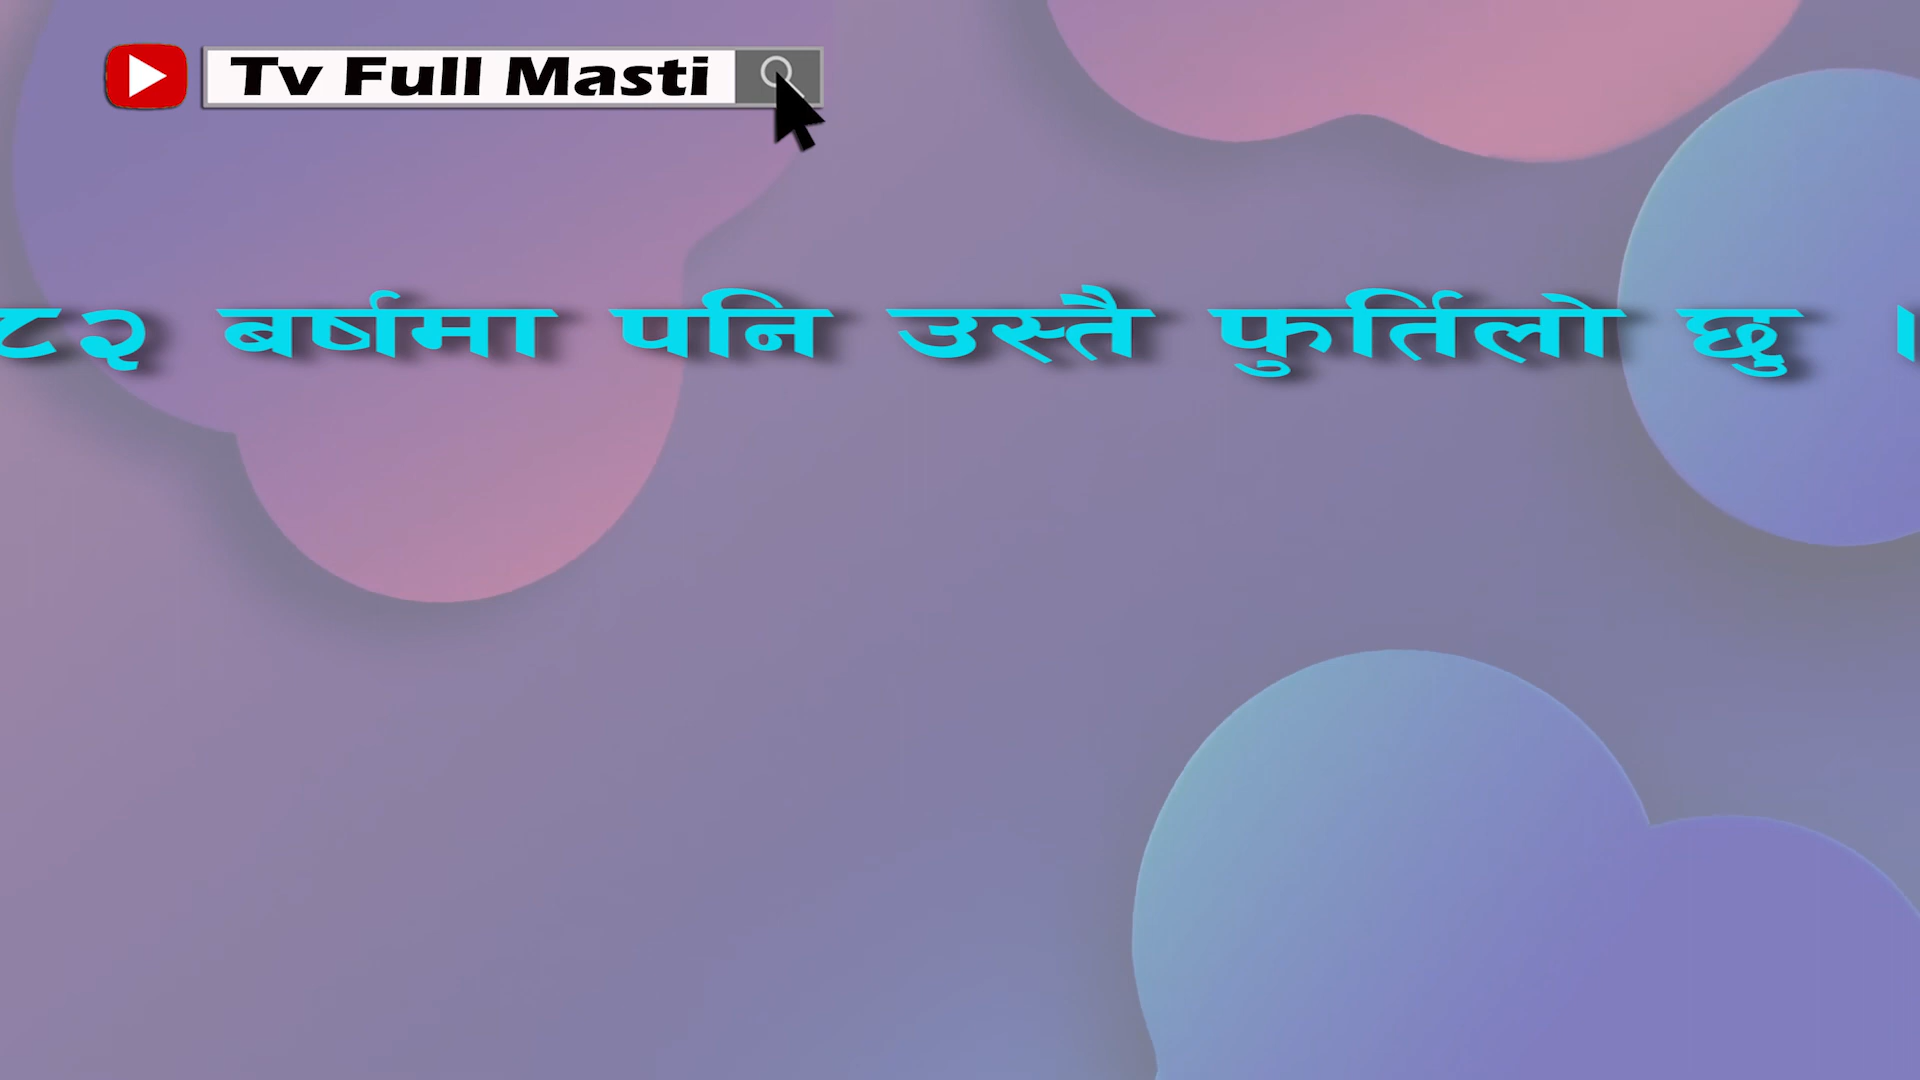 Tv Full Masti
८२ बर्षमा पनि उस्तै फुर्तिलो छु ।